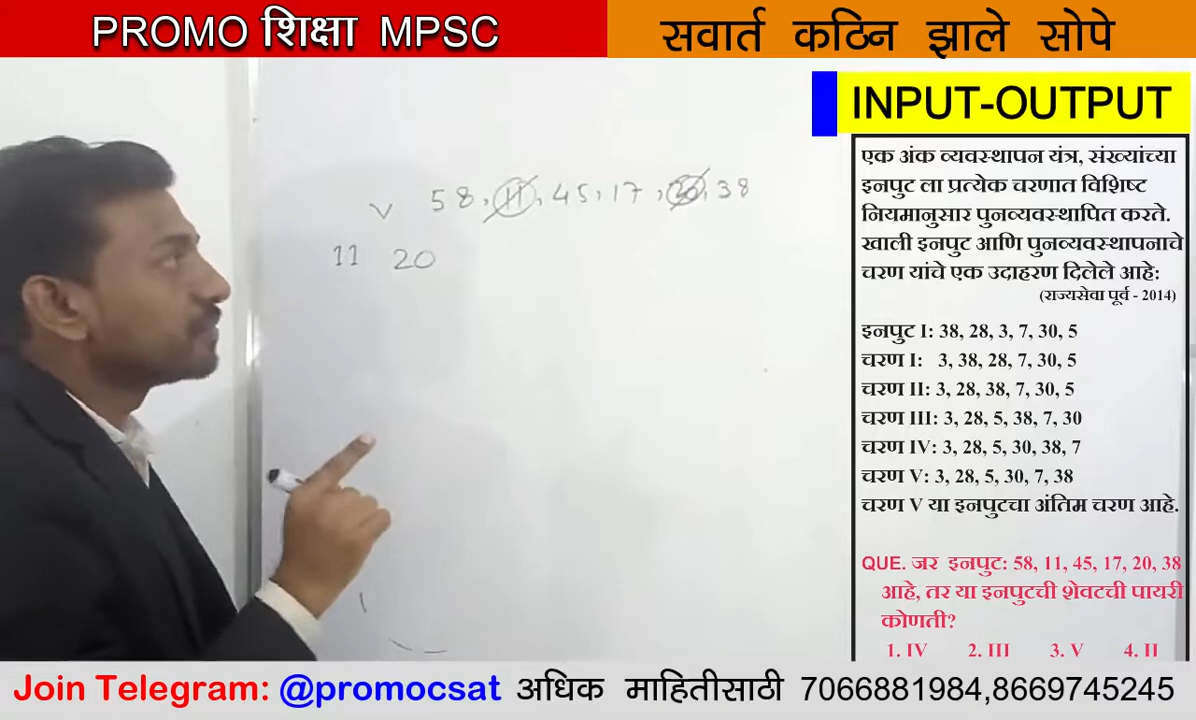 PROMO शिक्षा MPSC
सवार्त कठिन झाले सोपे
INPUT-OUTPUT
v 58, 11, 45, 17, 20, 38
11 20
एक अंक व्यवस्थापन यंत्र, संख्यांच्या
इनपुट ला प्रत्येक चरणात विशिष्ट
नियमानुसार पुनव्यवस्थापित करते.
खाली इनपुट आणि पुनव्यवस्थापनाचे
चरण यांचे एक उदाहरण दिलेले आहे:
(राज्यसेवा पूर्व - 2014)
इनपुट I: 38, 28, 3, 7, 30, 5
चरण I: 3, 38, 28, 7, 30, 5
चरण II: 3, 28, 38, 7, 30, 5
चरण III: 3, 28, 5, 38, 7, 30
चरण IV: 3, 28, 5, 30, 38, 7
चरण V: 3, 28, 5, 30, 7, 38
चरण V या इनपुटचा अंतिम चरण आहे.
QUE. जर इनपुट: 58, 11, 45, 17, 20, 38
आहे, तर या इनपुटची शेवटची पायरी
कोणती?
1. IV 2. III 3. V 4. II
Join Telegram: @promocsat अधिक माहितीसाठी 7066881984,8669745245